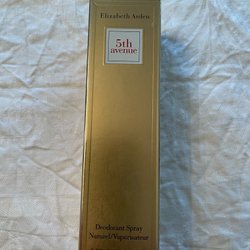 Elizabeth Arden
5th
avenue
Deodorant Spray
Natural/Vaporisateur